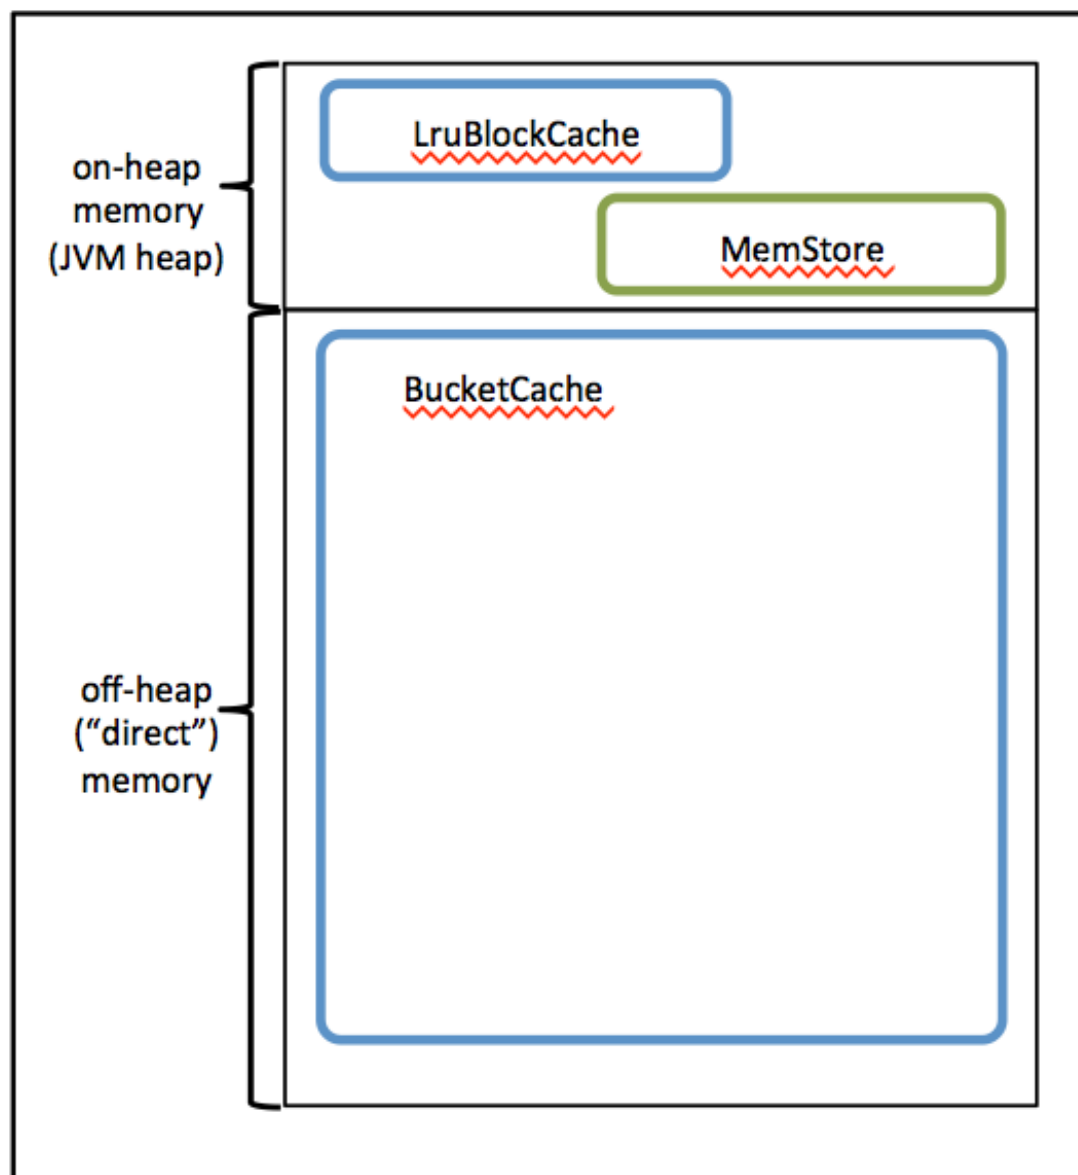 LruBlockCache
on-heap
memory
(JVM heap)
MemStore
BucketCache
off-heap
(“direct”)
memory